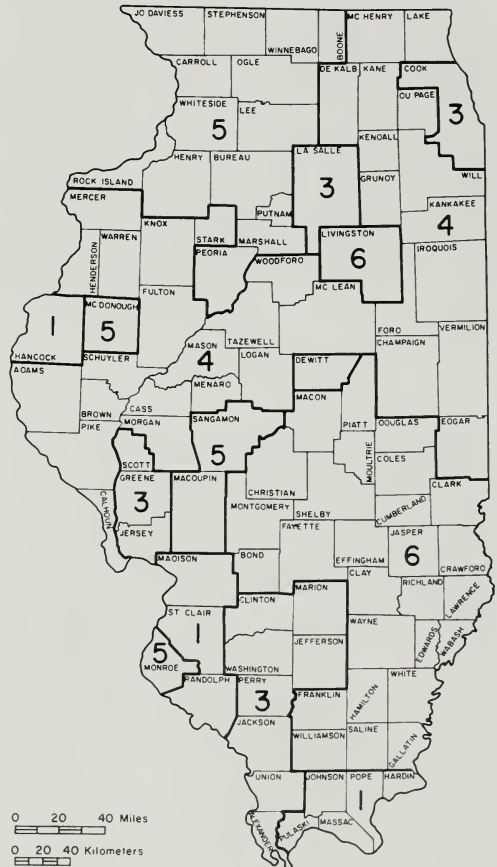 JO DAVIESS STEPHENSON WINNEBAGO BOONE MC HENRY LAKE
CARROLL OGLE DE KALB KANE COOK
DU PAGE 3
WHITESIDE LEE
5
KENDALL
LA SALLE WILL
HENRY BUREAU 3 GRUNDY
ROCK ISLAND KANKAKEE
MERCER PUTNAM 4
KNOX STARK MARSHALL LIVINGSTON IROQUOIS
HENDERSON WARREN PEORIA WOODFORD 6
FULTON MC LEAN
1 MC DONOUGH FORD VERMILION
5 TAZEWELL CHAMPAIGN
HANCOCK SCHUYLER MASON LOGAN DEWITT
ADAMS 4
MENARD MACON
BROWN CASS PIATT DOUGLAS EDGAR
PIKE MORGAN SANGAMON MOULTRIE
5 COLES
SCOTT CLARK
GREENE MACOUPIN CHRISTIAN CUMBERLAND
3 MONTGOMERY SHELBY
CALHOUN FAYETTE JASPER
JERSEY EFFINGHAM 6
MADISON BOND CLAY CRAWFORD
CLINTON MARION RICHLAND LAWRENCE
ST CLAIR WAYNE EDWARDS WABASH
1 JEFFERSON
5 WASHINGTON WHITE
MONROE RANDOLPH PERRY FRANKLIN HAMILTON
3
JACKSON WILLIAMSON SALINE GALLATIN
UNION JOHNSON POPE HARDIN
1
ALEXANDER PULASKI MASSAC
0 20 40 Miles
0 20 40 Kilometers